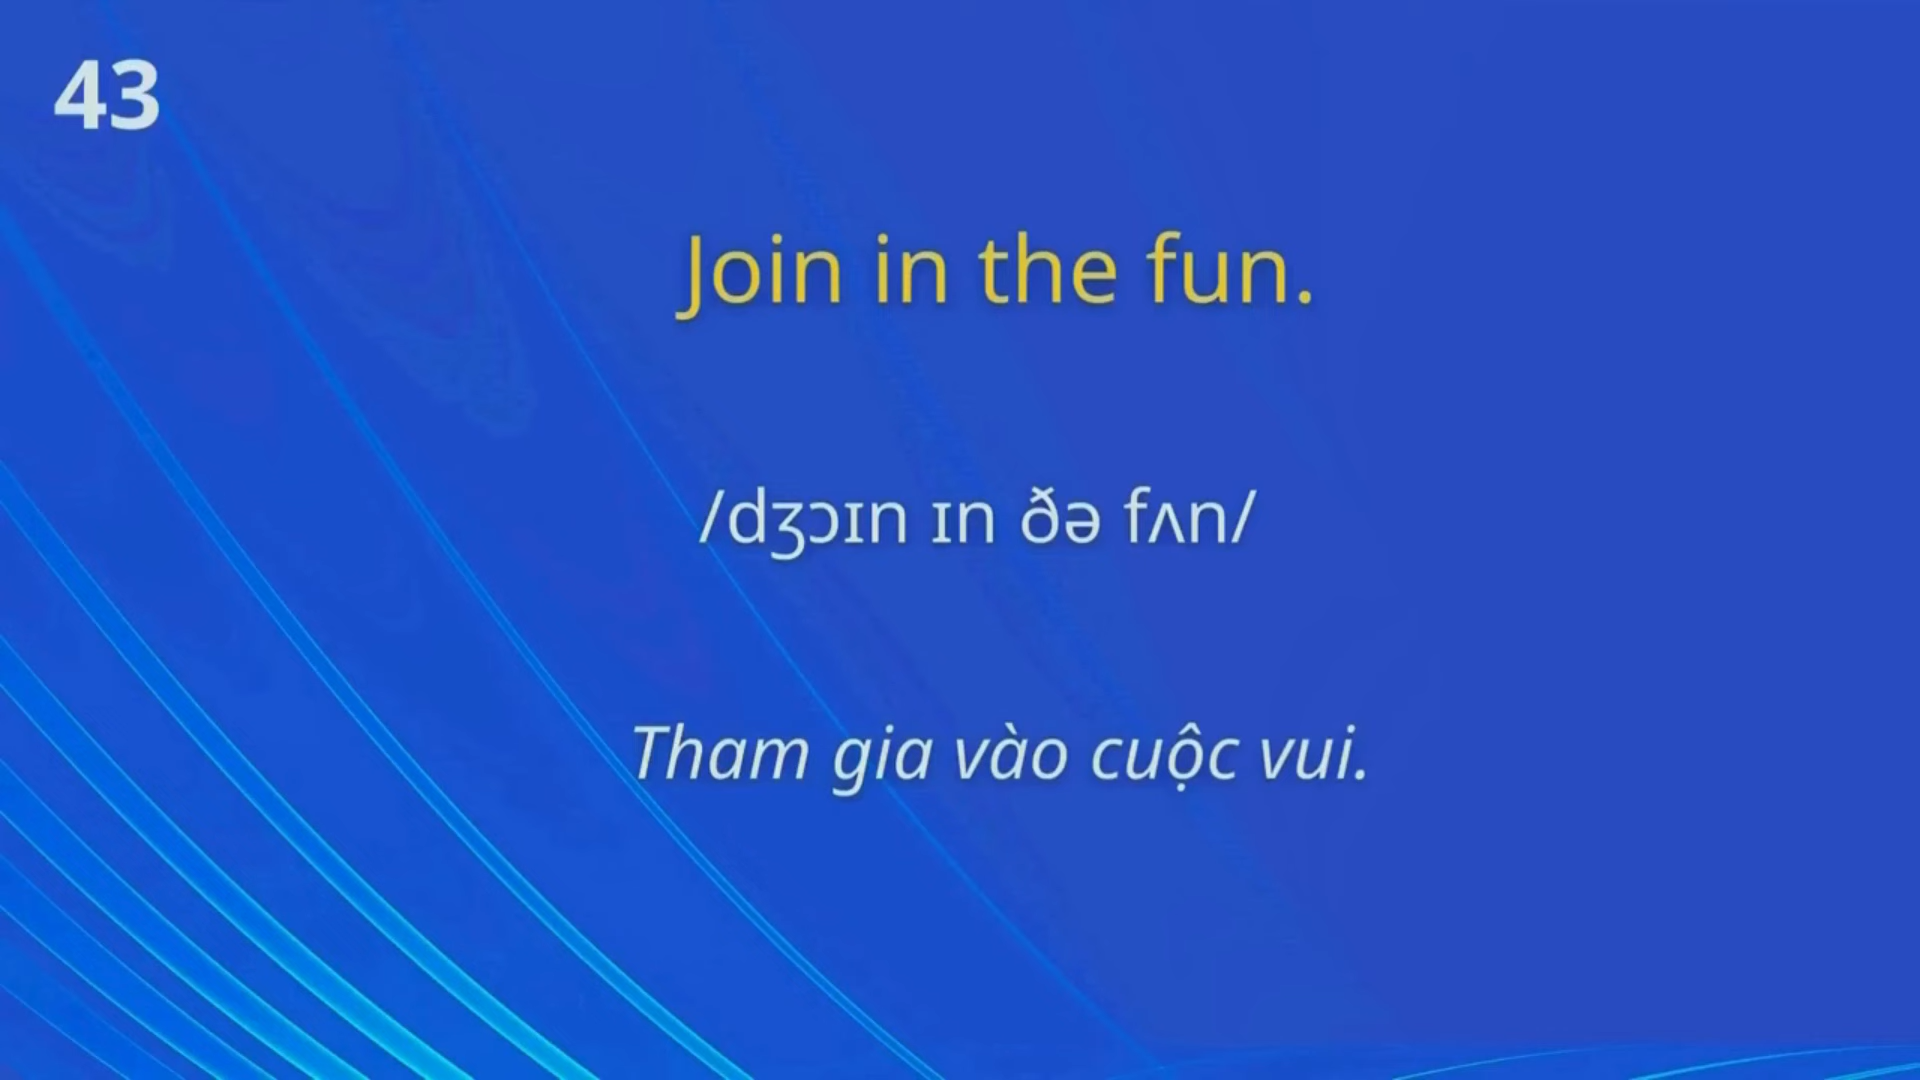 43
Join in the fun.
/dʒɔɪn ɪn ðə fʌn/
Tham gia vào cuộc vui.